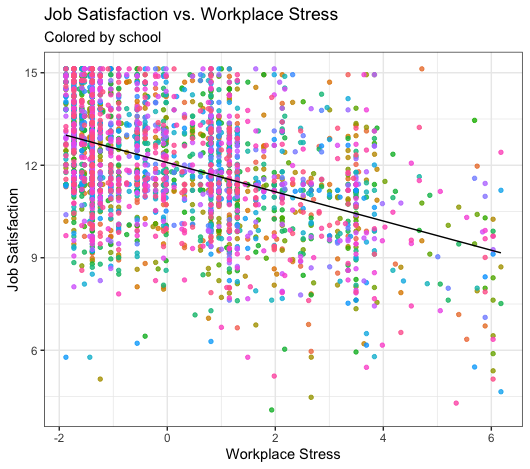 Job Satisfaction vs. Workplace Stress
Colored by school
Job Satisfaction
15
12
9
6
-2
0
2
4
6
Workplace Stress